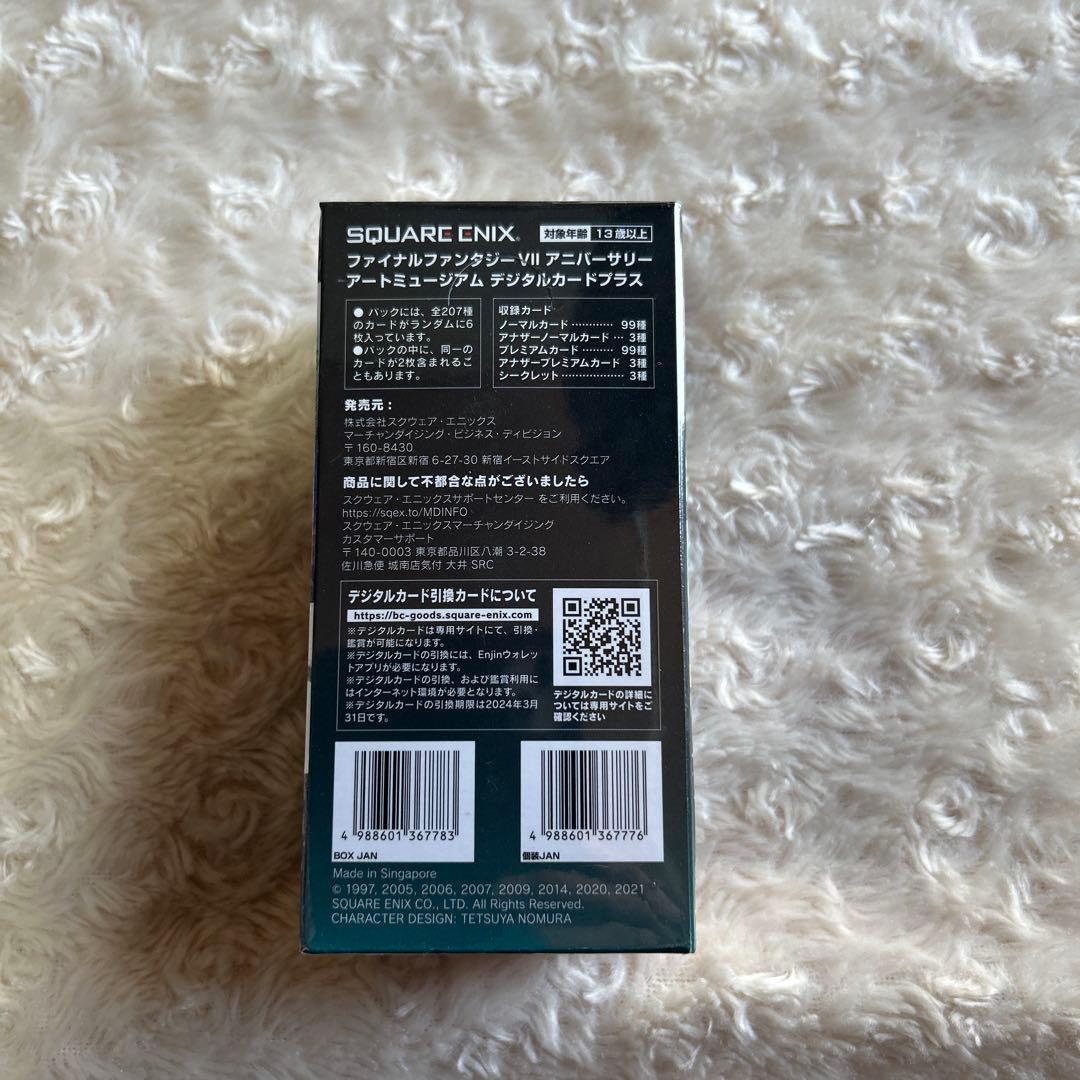 SQUARE ENIX®
対象年齢 13歳以上
ファイナルファンタジーVII アニバーサリー
アートミュージアム デジタルカードプラス
● パックには、全207種
のカードがランダムに6
枚入っています。
●パックの中に、同一の
カードが2枚含まれるこ
ともあります。
収録カード
ノーマルカード ………… 99種
アナザーノーマルカード … 3種
プレミアムカード ……… 99種
アナザープレミアムカード 3種
シークレット ……………… 3種
発売元：
株式会社スクウェア・エニックス
マーチャンダイジング・ビジネス・ディビジョン
〒160-8430
東京都新宿区新宿 6-27-30 新宿イーストサイドスクエア
商品に関して不都合な点がございましたら
スクウェア・エニックスサポートセンター をご利用ください。
https://sqex.to/MDINFO
スクウェア・エニックスマーチャンダイジング
カスタマーサポート
〒140-0003 東京都品川区八潮 3-2-38
佐川急便 城南店気付 大井 SRC
デジタルカード引換カードについて
https://bc-goods.square-enix.com
※デジタルカードは専用サイトにて、引換・
鑑賞が可能になります。
※デジタルカードの引換には、Enjinウォレッ
トアプリが必要になります。
※デジタルカードの引換、および鑑賞利用に
はインターネット環境が必要となります。
※デジタルカードの引換期限は2024年3月
31日です。
デジタルカードの詳細に
ついては専用サイトをご
確認ください
4 988601 367783
BOX JAN
4 988601 367776
個装JAN
Made in Singapore
© 1997, 2005, 2006, 2007, 2009, 2014, 2020, 2021
SQUARE ENIX CO., LTD. All Rights Reserved.
CHARACTER DESIGN: TETSUYA NOMURA